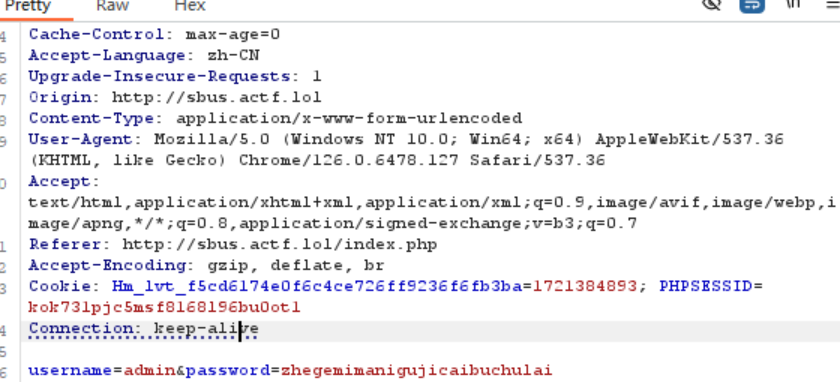 Pretty Raw Hex \n
4 Cache-Control: max-age=0
5 Accept-Language: zh-CN
6 Upgrade-Insecure-Requests: 1
7 Origin: http://sbus.actf.lol
8 Content-Type: application/x-www-form-urlencoded
9 User-Agent: Mozilla/5.0 (Windows NT 10.0; Win64; x64) AppleWebKit/537.36
(KHTML, like Gecko) Chrome/126.0.6478.127 Safari/537.36
0 Accept:
text/html,application/xhtml+xml,application/xml;q=0.9,image/avif,image/webp,i
mage/apng,*/*;q=0.8,application/signed-exchange;v=b3;q=0.7
1 Referer: http://sbus.actf.lol/index.php
2 Accept-Encoding: gzip, deflate, br
3 Cookie: Hm_lvt_f5cd6174e0f6c4ce726ff9236f6fb3ba=1721384893; PHPSESSID=
kok731pjc5msf8168196bu0otl
4 Connection: keep-alive
5
6 username=admin&password=zhegemimanigujicaibuchulai